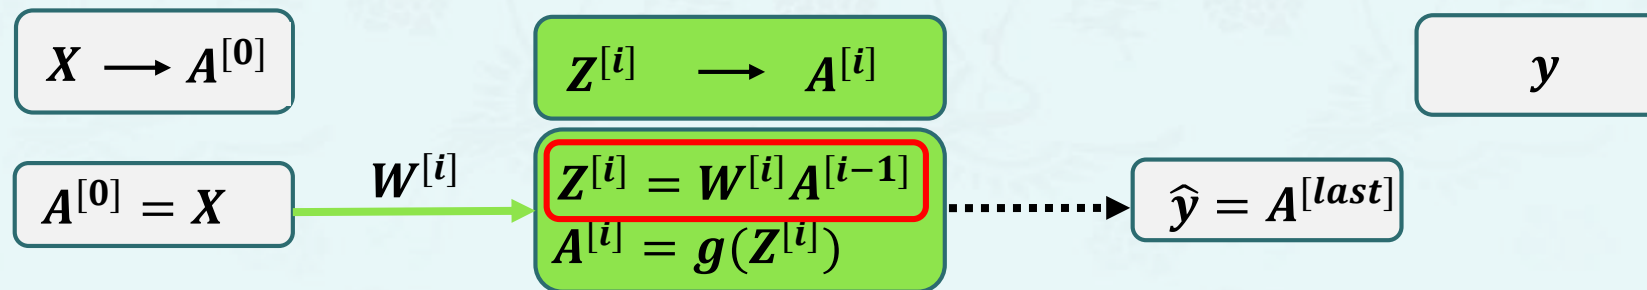 X ⟶ A^[0]
Z^[i] ⟶ A^[i]
y
A^[0] = X
W^[i]
Z^[i] = W^[i] A^[i−1]
A^[i] = g(Z^[i])
ŷ = A^[last]